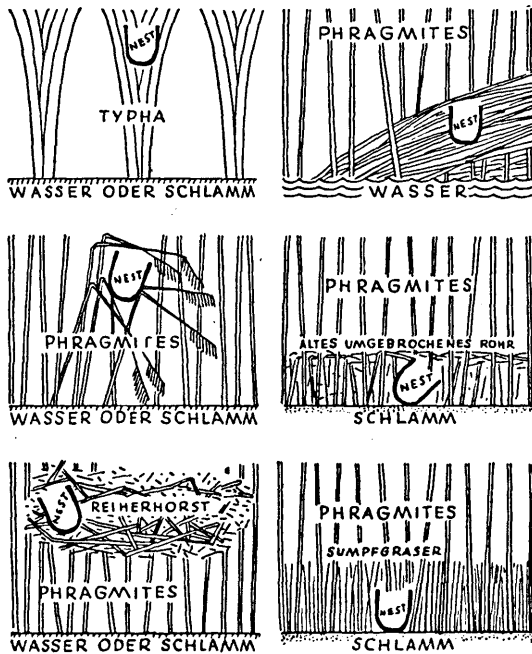 NEST
TYPHA
WASSER ODER SCHLAMM
PHRAGMITES
NEST
WASSER
NEST
PHRAGMITES
WASSER ODER SCHLAMM
PHRAGMITES
ALTES UMGEBROCHENES ROHR
NEST
SCHLAMM
NEST
REIHERHORST
PHRAGMITES
WASSER ODER SCHLAMM
PHRAGMITES
SUMPFGRASER
NEST
SCHLAMM